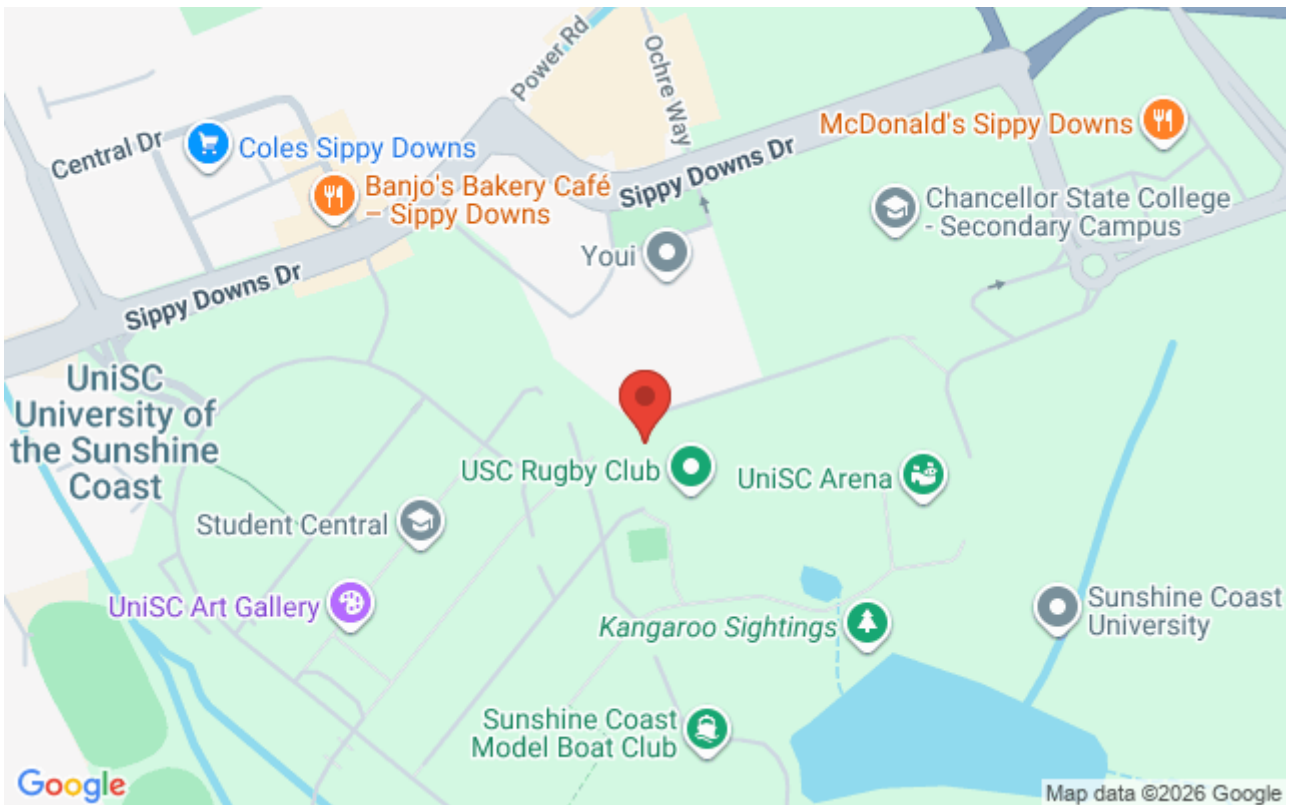 Power Rd
Ochre Way
Central Dr
Coles Sippy Downs
McDonald's Sippy Downs
Sippy Downs Dr
Banjo's Bakery Café
– Sippy Downs
Chancellor State College
- Secondary Campus
Youi
Sippy Downs Dr
UniSC
University of
the Sunshine
Coast
USC Rugby Club
UniSC Arena
Student Central
UniSC Art Gallery
Kangaroo Sightings
Sunshine Coast
University
Sunshine Coast
Model Boat Club
Google
Map data ©2026 Google